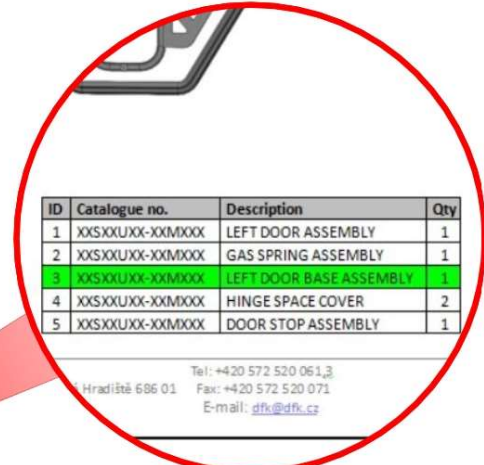 ID Catalogue no. Description Qty
1 XXSXXUXX-XXMXXX LEFT DOOR ASSEMBLY 1
2 XXSXXUXX-XXMXXX GAS SPRING ASSEMBLY 1
3 XXSXXUXX-XXMXXX LEFT DOOR BASE ASSEMBLY 1
4 XXSXXUXX-XXMXXX HINGE SPACE COVER 2
5 XXSXXUXX-XXMXXX DOOR STOP ASSEMBLY 1
Tel: +420 572 520 061,3
Hradiště 686 01 Fax: +420 572 520 071
E-mail: dfk@dfk.cz